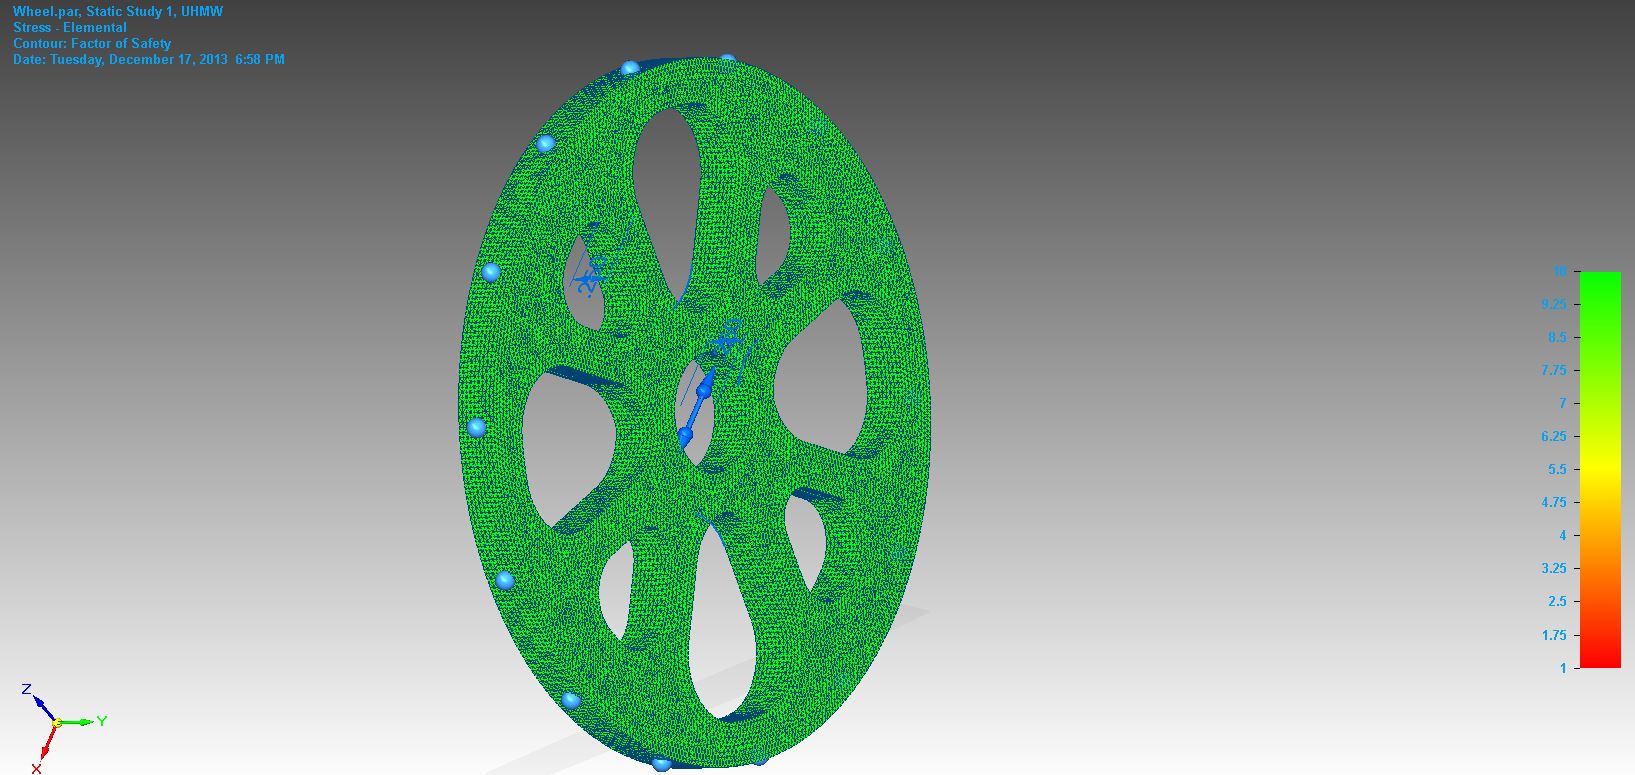 Wheel.par, Static Study 1, UHMW
Stress - Elemental
Contour: Factor of Safety
Date: Tuesday, December 17, 2013 6:58 PM
10
9.25
8.5
7.75
7
6.25
5.5
4.75
4
3.25
2.5
1.75
1
Z
Y
X